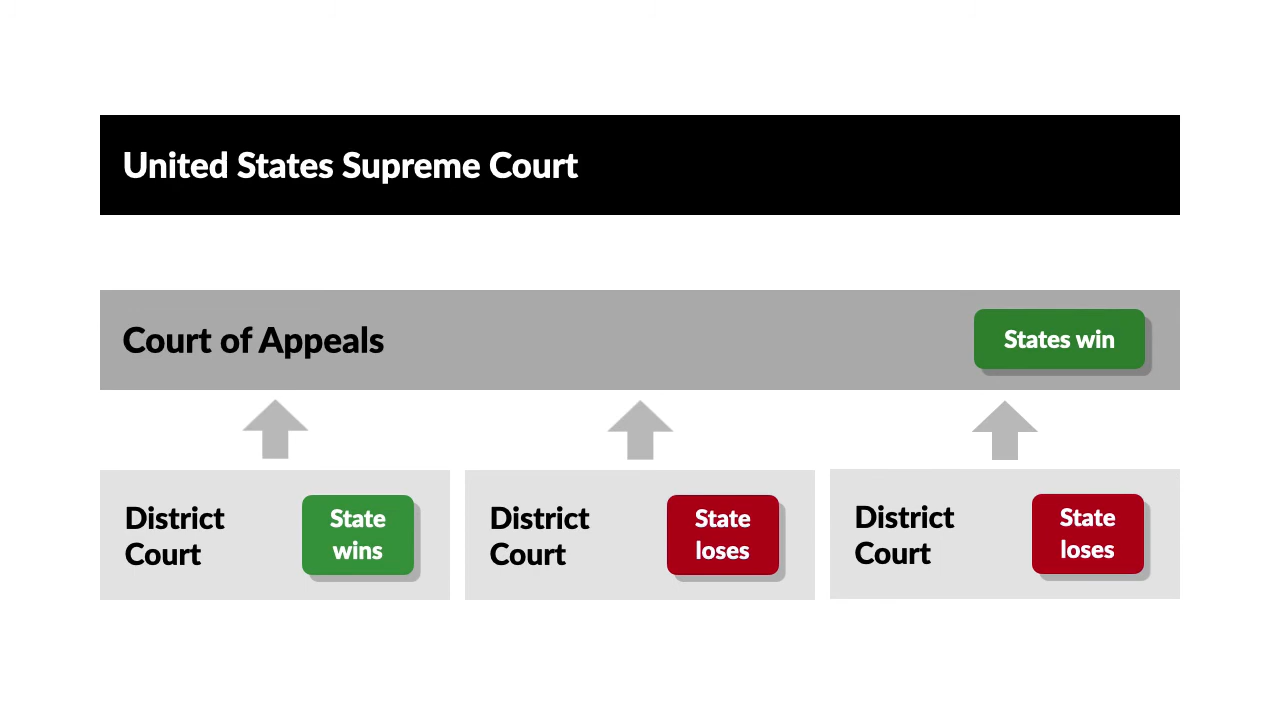 United States Supreme Court
Court of Appeals
States win
District
Court
State
wins
District
Court
State
loses
District
Court
State
loses